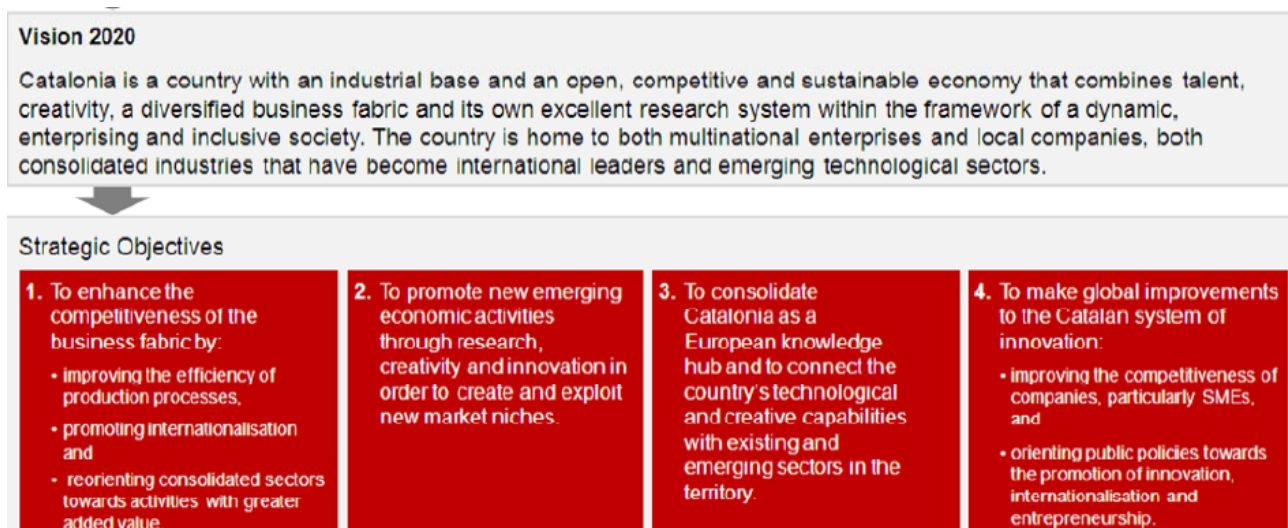 Vision 2020
Catalonia is a country with an industrial base and an open, competitive and sustainable economy that combines talent,
creativity, a diversified business fabric and its own excellent research system within the framework of a dynamic,
enterprising and inclusive society. The country is home to both multinational enterprises and local companies, both
consolidated industries that have become international leaders and emerging technological sectors.
Strategic Objectives
1. To enhance the
competitiveness of the
business fabric by:
• improving the efficiency of
production processes,
• promoting internationalisation
and
• reorienting consolidated sectors
towards activities with greater
added value
2. To promote new emerging
economic activities
through research,
creativity and innovation in
order to create and exploit
new market niches.
3. To consolidate
Catalonia as a
European knowledge
hub and to connect the
country's technological
and creative capabilities
with existing and
emerging sectors in the
territory.
4. To make global improvements
to the Catalan system of
innovation:
• improving the competitiveness of
companies, particularly SMEs,
and
• orienting public policies towards
the promotion of innovation,
internationalisation and
entrepreneurship.